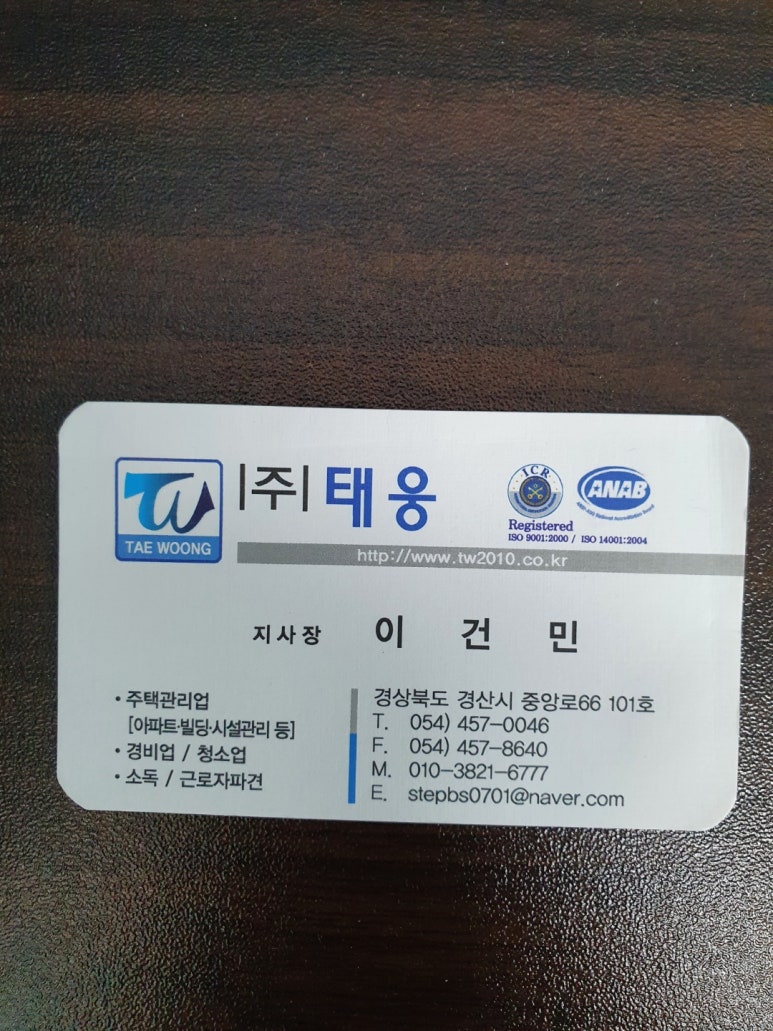 TW
TAE WOONG
|주| 태웅
ICR
ANAB
Registered
ISO 9001:2000 / ISO 14001:2004
http://www.tw2010.co.kr
지사장 이 건 민
• 주택관리업
[아파트·빌딩·시설관리 등]
• 경비업 / 청소업
• 소독 / 근로자파견
경상북도 경산시 중앙로66 101호
T. 054) 457-0046
F. 054) 457-8640
M. 010-3821-6777
E. stepbs0701@naver.com